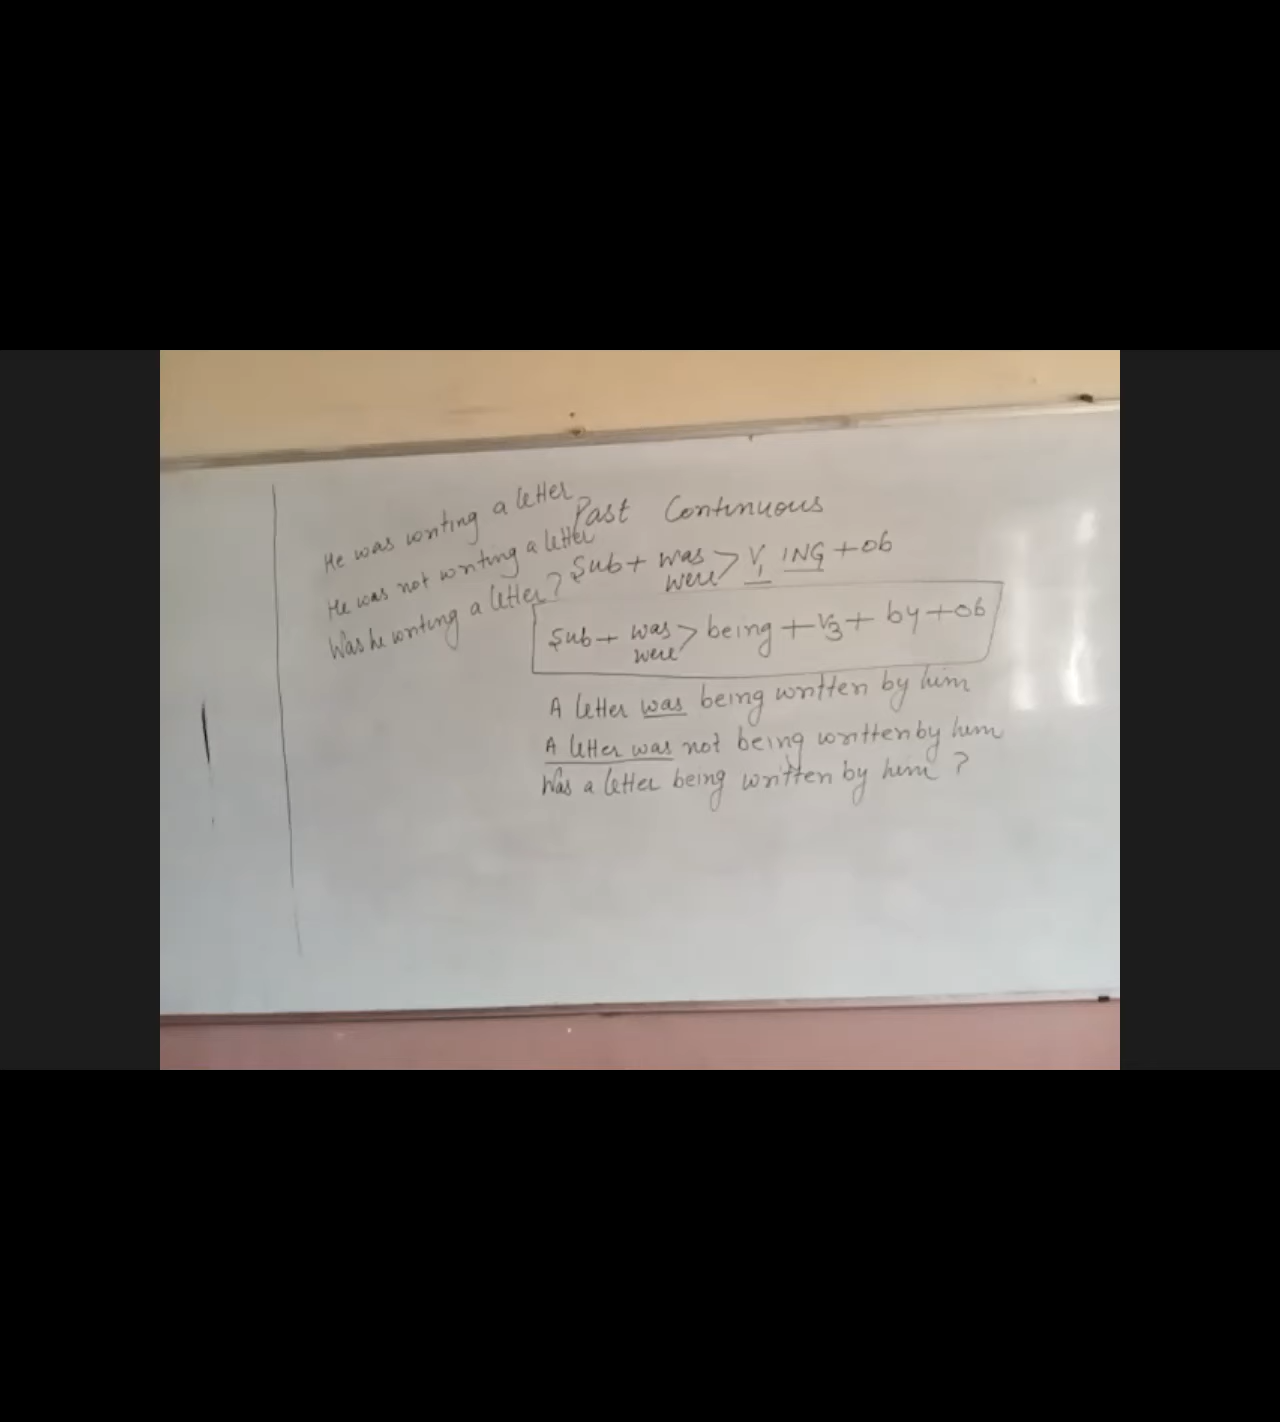 He was writing a letter
He was not writing a letter
Was he writing a letter?
Past Continuous
Sub + was were > V1 ING + ob
Sub + was were > being + V3 + by + ob
A letter was being written by him
A letter was not being written by him
Was a letter being written by him ?